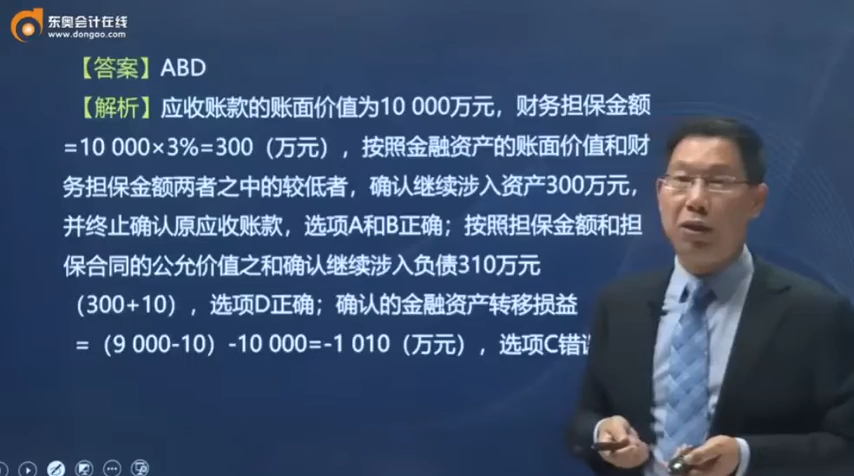 东奥会计在线
www.dongao.com
【答案】ABD
【解析】应收账款的账面价值为10 000万元，财务担保金额
=10 000×3%=300（万元），按照金融资产的账面价值和财
务担保金额两者之中的较低者，确认继续涉入资产300万元，
并终止确认原应收账款，选项A和B正确；按照担保金额和担
保合同的公允价值之和确认继续涉入负债310万元
（300+10），选项D正确；确认的金融资产转移损益
=（9 000-10）-10 000=-1 010（万元），选项C错